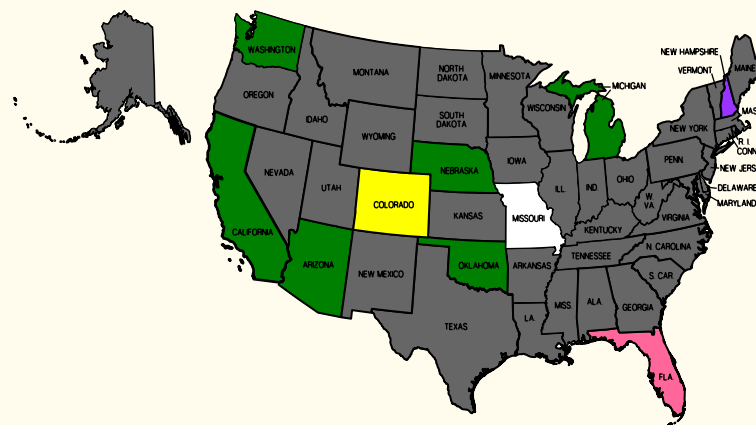 WASHINGTON
OREGON
CALIFORNIA
NEVADA
IDAHO
MONTANA
WYOMING
UTAH
ARIZONA
COLORADO
NEW MEXICO
NORTH
DAKOTA
SOUTH
DAKOTA
NEBRASKA
KANSAS
OKLAHOMA
TEXAS
MINNESOTA
IOWA
MISSOURI
ARKANSAS
LA.
WISCONSIN
ILL.
MICHIGAN
IND.
OHIO
KENTUCKY
TENNESSEE
MISS.
ALA.
GEORGIA
FLA.
S. CAR.
N. CAROLINA
VIRGINIA
W.
VA.
PENN.
NEW YORK
VERMONT
NEW HAMPSHIRE
MAINE
MAS
R.I.
CONN
NEW JERS
DELAWARE
MARYLAND